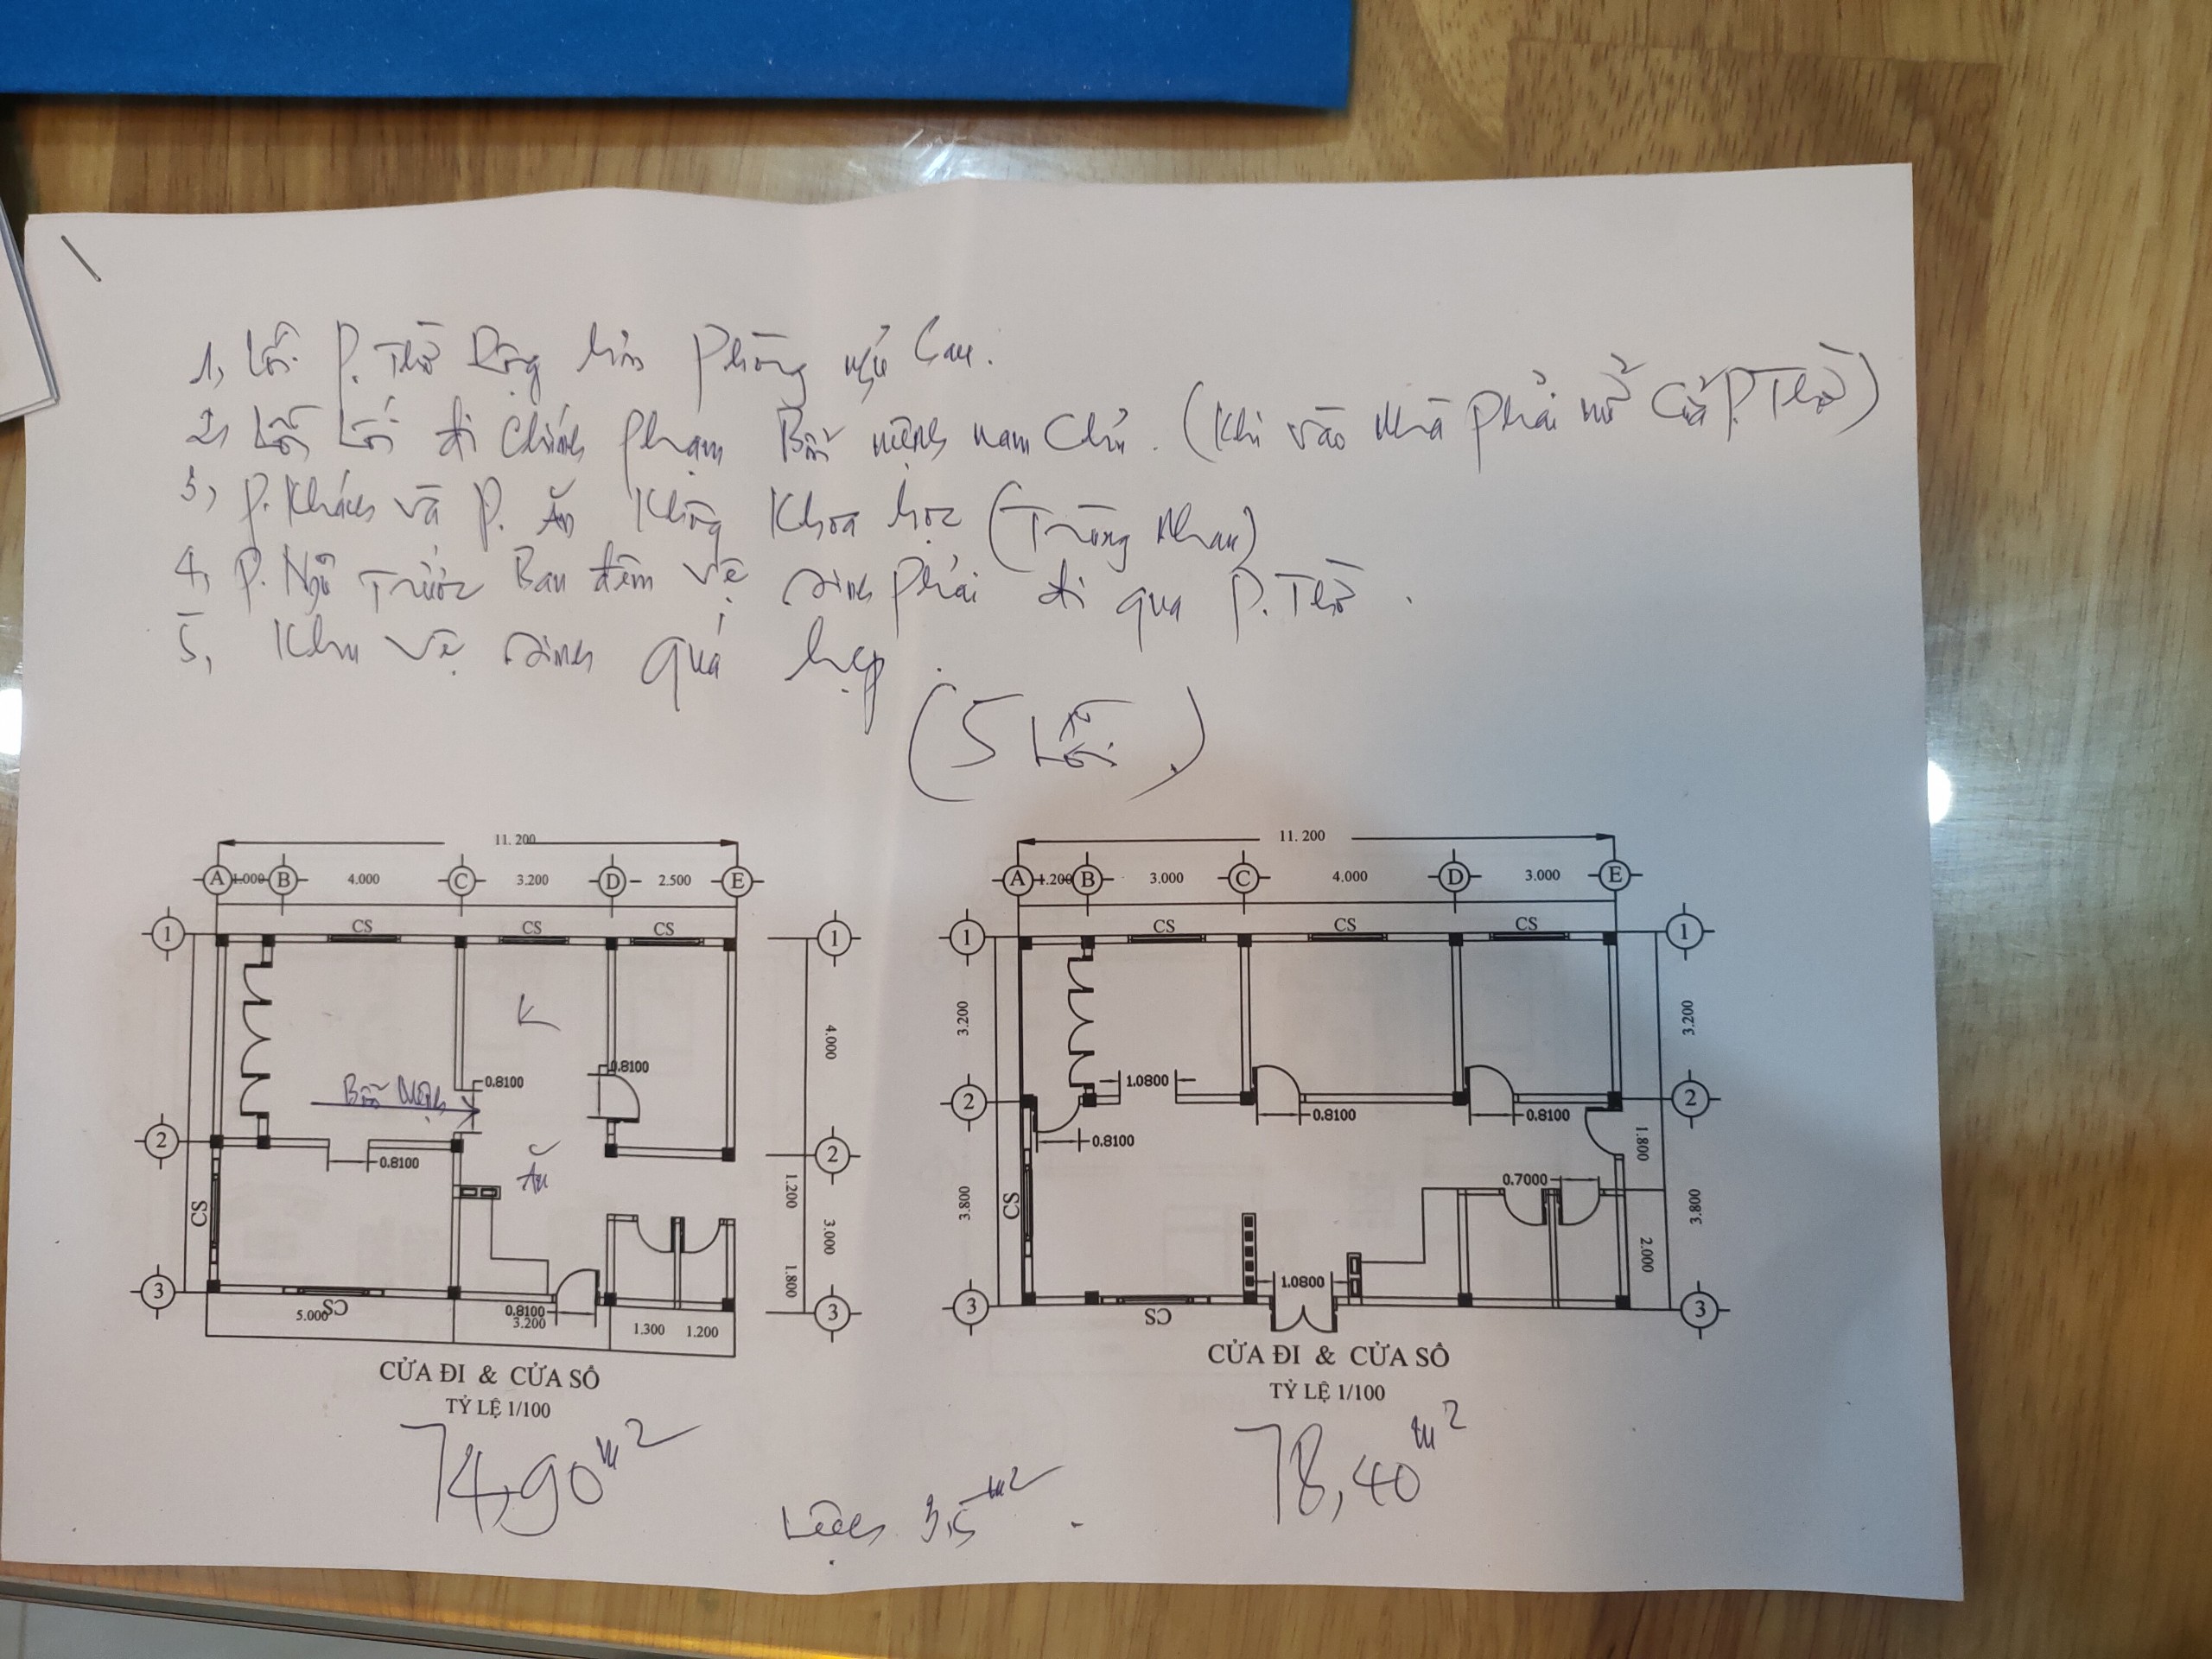 1, Lỗi P. Thờ Rộng hơn phòng ngủ sau.
2, Lỗi Lối đi chính phạm Bổn mệnh nam Chủ. (Khi vào nhà phải mở Cửa P. Thờ)
3, P. Khách và P. Ăn Không Khoa học (Trùng Nhau)
4, P. Ngủ Trước Ban đêm vệ sinh phải đi qua P. Thờ.
5, Khu vệ sinh quá hẹp.
(5 Lỗi.)
11. 200
A 1.000 B 4.000 C 3.200 D 2.500 E
CS CS CS
1 1
K
4.000
0.8100
0.8100
Bổn Mệnh
2 2
0.8100
Ăn
CS
1.200
3.000
1.800
3 3
CS
5.000
0.8100
3.200
1.300 1.200
CỬA ĐI & CỬA SỔ
TỶ LỆ 1/100
74,90 m2
11. 200
A 1.200 B 3.000 C 4.000 D 3.000 E
CS CS CS
1 1
3.200 3.200
1.0800
2 2
0.8100 0.8100
0.8100
1.800
0.7000
CS
3.800 3.800
2.000
1.0800
3 3
CS
CỬA ĐI & CỬA SỔ
TỶ LỆ 1/100
78,40 m2
Lệch 3,5 m2.